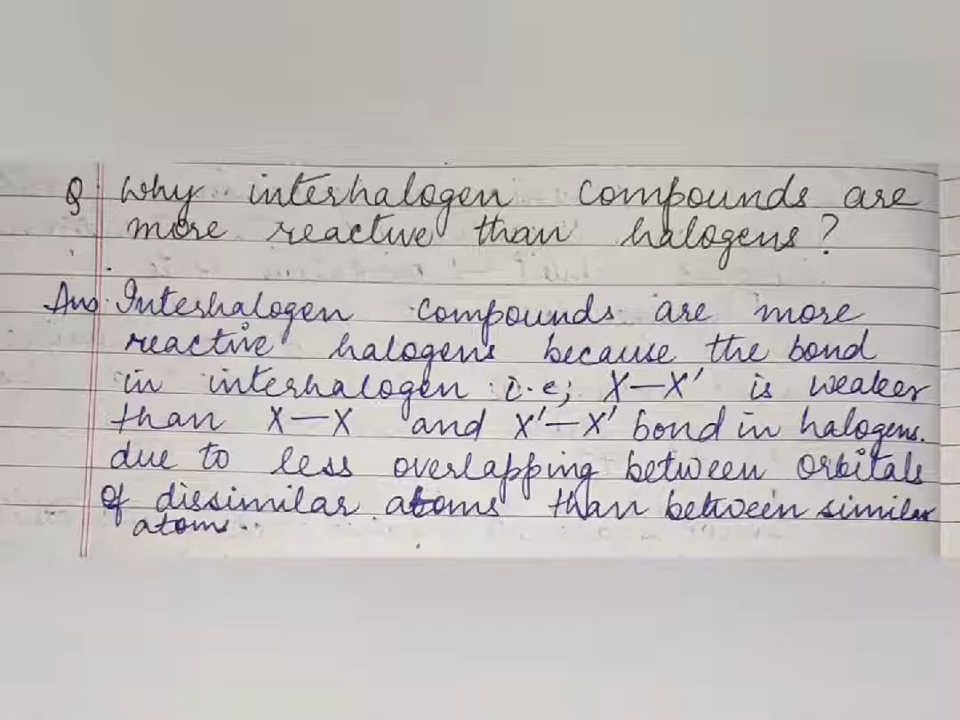 Q Why interhalogen compounds are
more reactive than halogens?
Ans. Interhalogen compounds are more
reactive halogens because the bond
in interhalogen i.e; X—X' is weaker
than X—X and X'—X' bond in halogens.
due to less overlapping between orbitals
of dissimilar atoms than between similar
atoms..